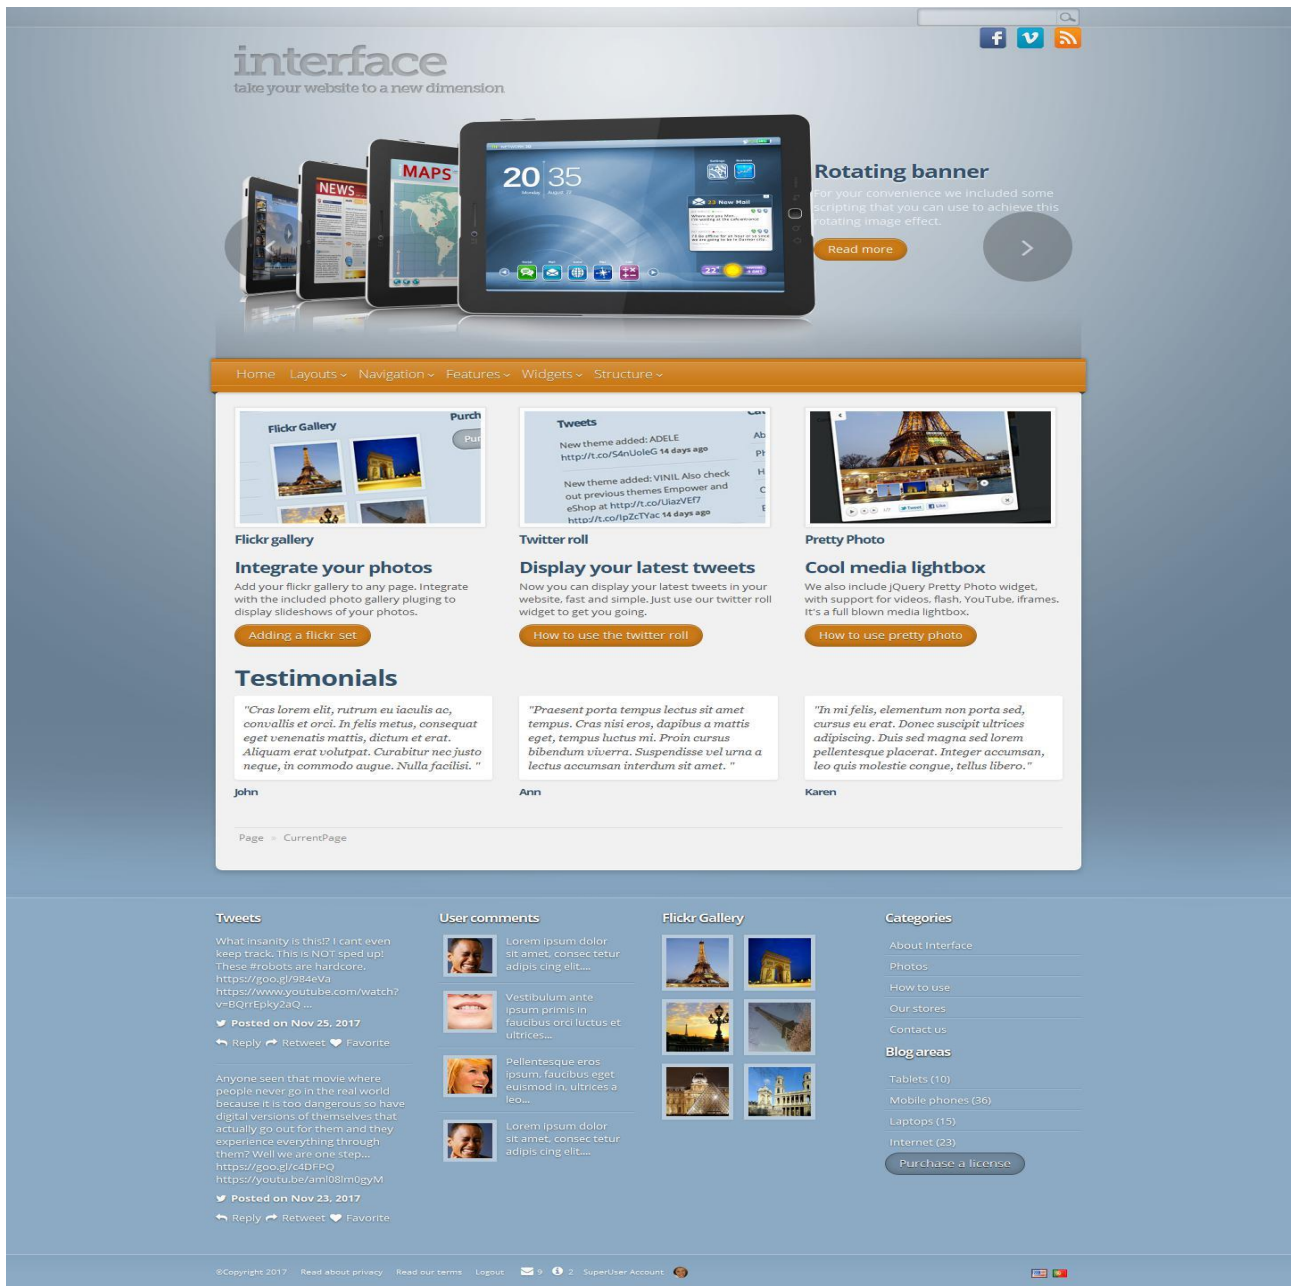 interface
take your website to a new dimension
NEWS
MAPS
20 35
Monday August, 23
33 New Mail
22°
Rotating banner
For your convenience we included some
scripting that you can use to achieve this
rotating image effect.
Read more
Home Layouts Navigation Features Widgets Structure
Flickr Gallery
Purch
Pur
Tweets
New theme added: ADELE
http://t.co/S4nUoleG 14 days ago
New theme added: VINIL Also check
out previous themes Empower and
eShop at http://t.co/UiazVEf7
http://t.co/IpZcTYac 14 days ago
Cat
Ab
Ph
H
C
Tweet Like
Flickr gallery
Integrate your photos
Add your flickr gallery to any page. Integrate
with the included photo gallery pluging to
display slideshows of your photos.
Adding a flickr set
Twitter roll
Display your latest tweets
Now you can display your latest tweets in your
website, fast and simple. Just use our twitter roll
widget to get you going.
How to use the twitter roll
Pretty Photo
Cool media lightbox
We also include jQuery Pretty Photo widget,
with support for videos, flash, YouTube, iframes.
It's a full blown media lightbox.
How to use pretty photo
Testimonials
"Cras lorem elit, rutrum eu iaculis ac,
convallis et orci. In felis metus, consequat
eget venenatis mattis, dictum et erat.
Aliquam erat volutpat. Curabitur nec justo
neque, in commodo augue. Nulla facilisi. "
John
"Praesent porta tempus lectus sit amet
tempus. Cras nisi eros, dapibus a mattis
eget, tempus luctus mi. Proin cursus
bibendum viverra. Suspendisse vel urna a
lectus accumsan interdum sit amet. "
Ann
"In mi felis, elementum non porta sed,
cursus eu erat. Donec suscipit ultrices
adipiscing. Duis sed magna sed lorem
pellentesque placerat. Integer accumsan,
leo quis molestie congue, tellus libero."
Karen
Page » CurrentPage
Tweets
What insanity is this!? I cant even
keep track. This is NOT sped up!
These #robots are hardcore.
https://goo.gl/984eVa
https://www.youtube.com/watch?
v=BQrrEpky2aQ ...
Posted on Nov 25, 2017
Reply Retweet Favorite
Anyone seen that movie where
people never go in the real world
because it is too dangerous so have
digital versions of themselves that
actually go out for them and they
experience everything through
them? Well we are one step...
https://goo.gl/c4DFPQ
https://youtu.be/aml08lm0gyM
Posted on Nov 23, 2017
Reply Retweet Favorite
User comments
Lorem ipsum dolor
sit amet, consec tetur
adipis cing elit....
Vestibulum ante
ipsum primis in
faucibus orci luctus et
ultrices...
Pellentesque eros
ipsum, faucibus eget
euismod in, ultrices a
leo...
Lorem ipsum dolor
sit amet, consec tetur
adipis cing elit....
Flickr Gallery
Categories
About Interface
Photos
How to use
Our stores
Contact us
Blog areas
Tablets (10)
Mobile phones (36)
Laptops (15)
Internet (23)
Purchase a license
©Copyright 2017 Read about privacy Read our terms Logout 9 2 SuperUser Account